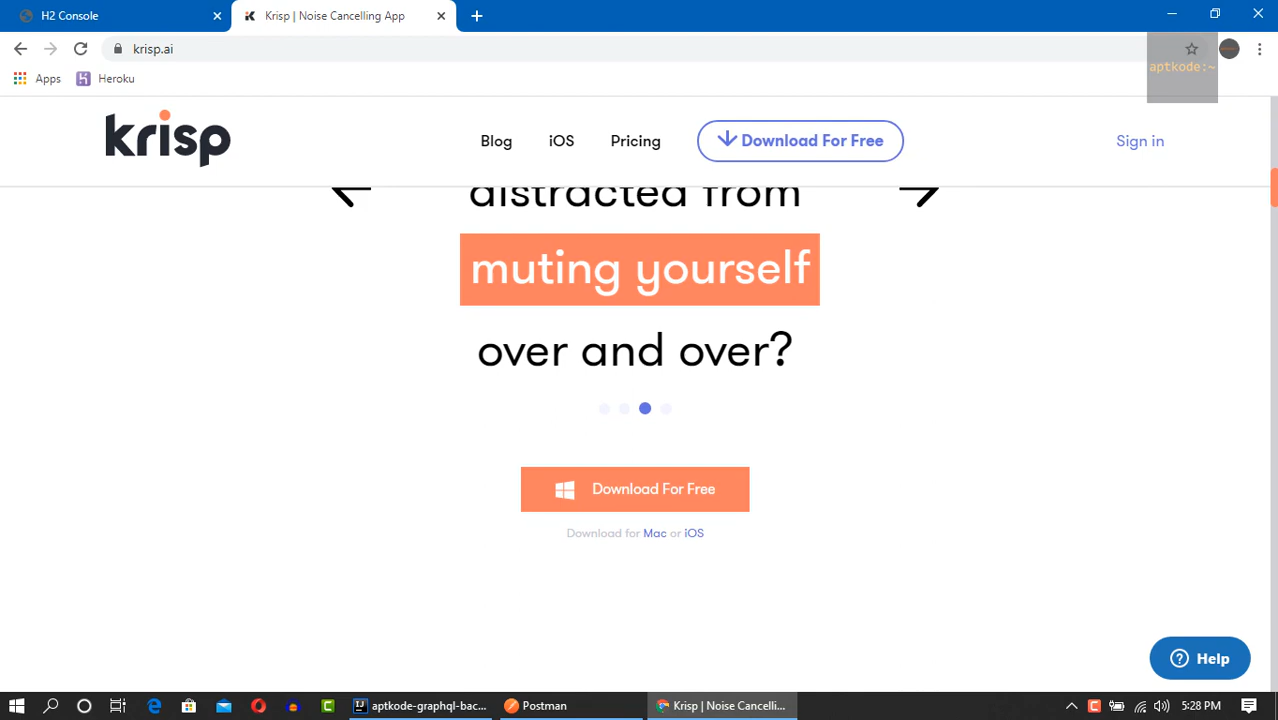 H2 Console
Krisp | Noise Cancelling App
krisp.ai
aptkode:~
Apps
Heroku
krisp
Blog
iOS
Pricing
Download For Free
Sign in
distracted from
muting yourself
over and over?
Download For Free
Download for Mac or iOS
? Help
aptkode-graphql-bac...
Postman
Krisp | Noise Cancelli...
5:28 PM